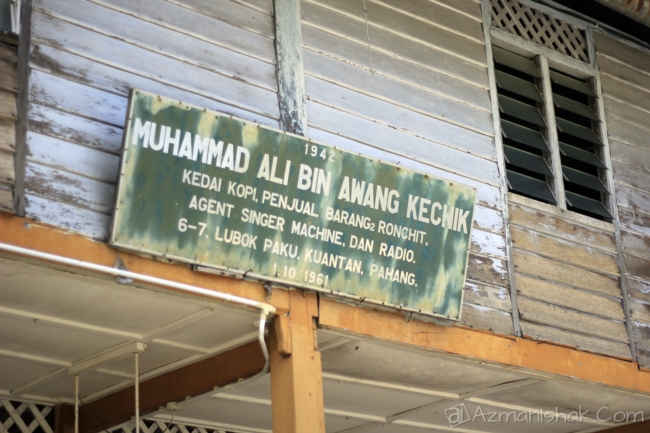 1942
MUHAMMAD ALI BIN AWANG KECHIK
KEDAI KOPI, PENJUAL BARANG2 RONCHIT,
AGENT SINGER MACHINE, DAN RADIO.
6-7, LUBOK PAKU, KUANTAN, PAHANG.
1.10.1961
Azmanishak.Com